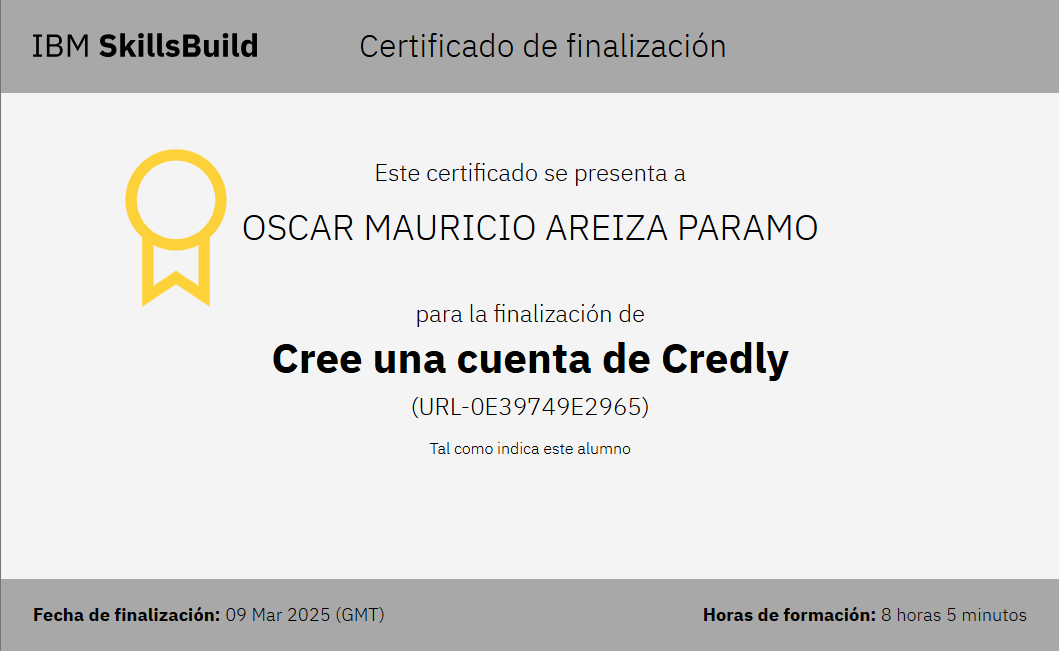 IBM SkillsBuild
Certificado de finalización
Este certificado se presenta a
OSCAR MAURICIO AREIZA PARAMO
para la finalización de
Cree una cuenta de Credly
(URL-0E39749E2965)
Tal como indica este alumno
Fecha de finalización: 09 Mar 2025 (GMT)
Horas de formación: 8 horas 5 minutos